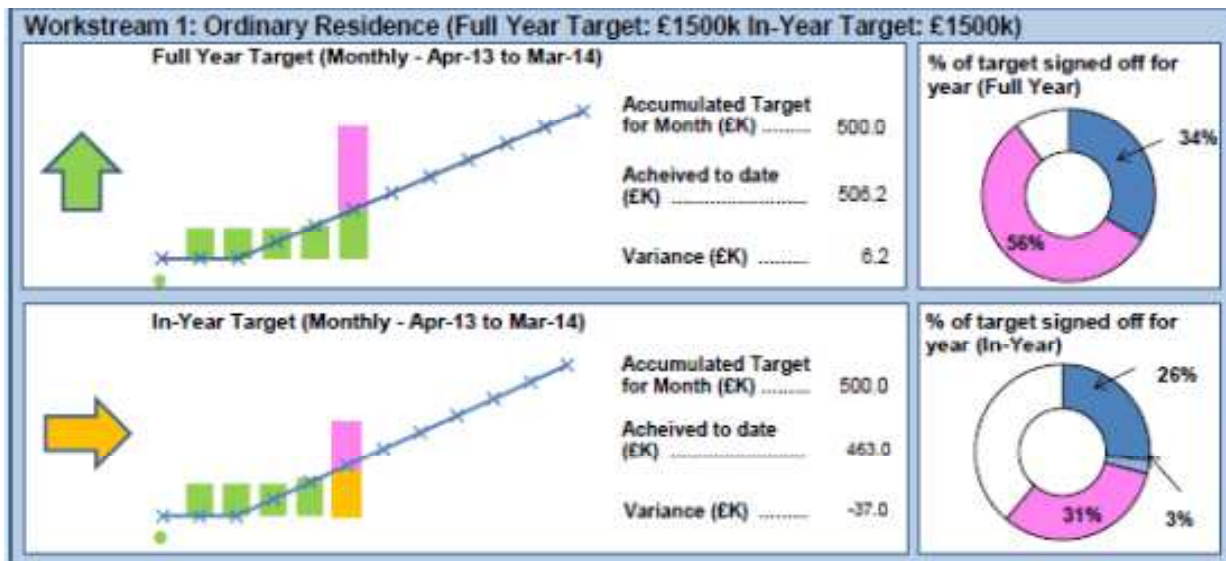 Workstream 1: Ordinary Residence (Full Year Target: £1500k In-Year Target: £1500k)
Full Year Target (Monthly - Apr-13 to Mar-14)
Accumulated Target
for Month (£K) ......... 500.0
Acheived to date
(£K) ......................... 506.2
Variance (£K) ......... 6.2
% of target signed off for
year (Full Year)
34%
56%
In-Year Target (Monthly - Apr-13 to Mar-14)
Accumulated Target
for Month (£K) ......... 500.0
Acheived to date
(£K) ......................... 463.0
Variance (£K) ......... -37.0
% of target signed off for
year (In-Year)
26%
31%
3%